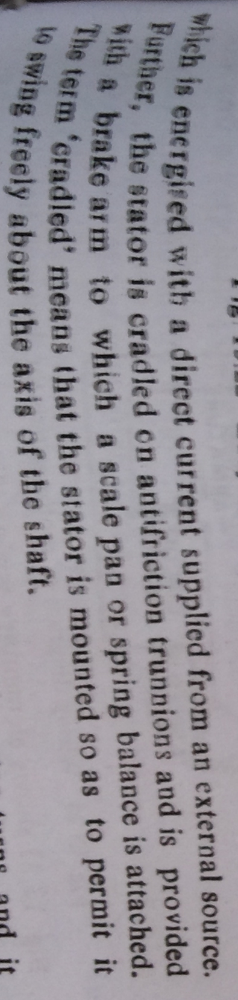 which is energised with a direct current supplied from an external source.
Further, the stator is cradled on antifriction trunnions and is provided
with a brake arm to which a scale pan or spring balance is attached.
The term 'cradled' means that the stator is mounted so as to permit it
to swing freely about the axis of the shaft.
and it